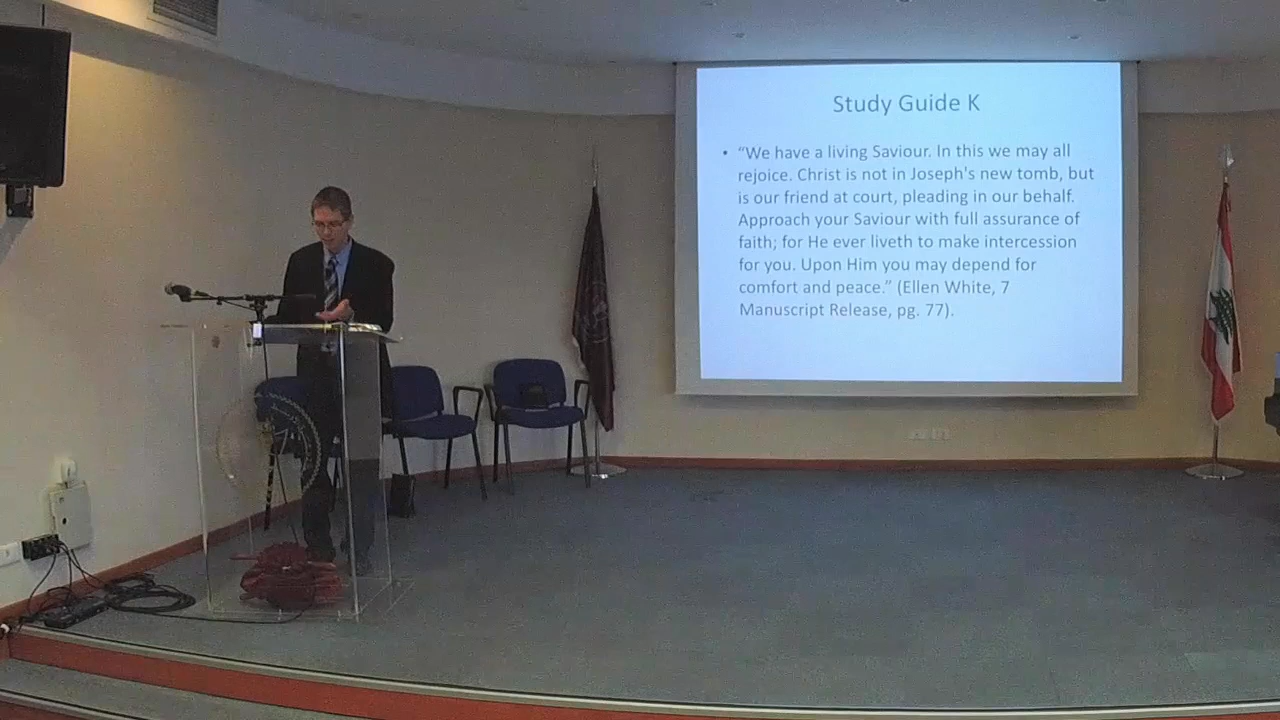 Study Guide K
• “We have a living Saviour. In this we may all
rejoice. Christ is not in Joseph's new tomb, but
is our friend at court, pleading in our behalf.
Approach your Saviour with full assurance of
faith; for He ever liveth to make intercession
for you. Upon Him you may depend for
comfort and peace.” (Ellen White, 7
Manuscript Release, pg. 77).